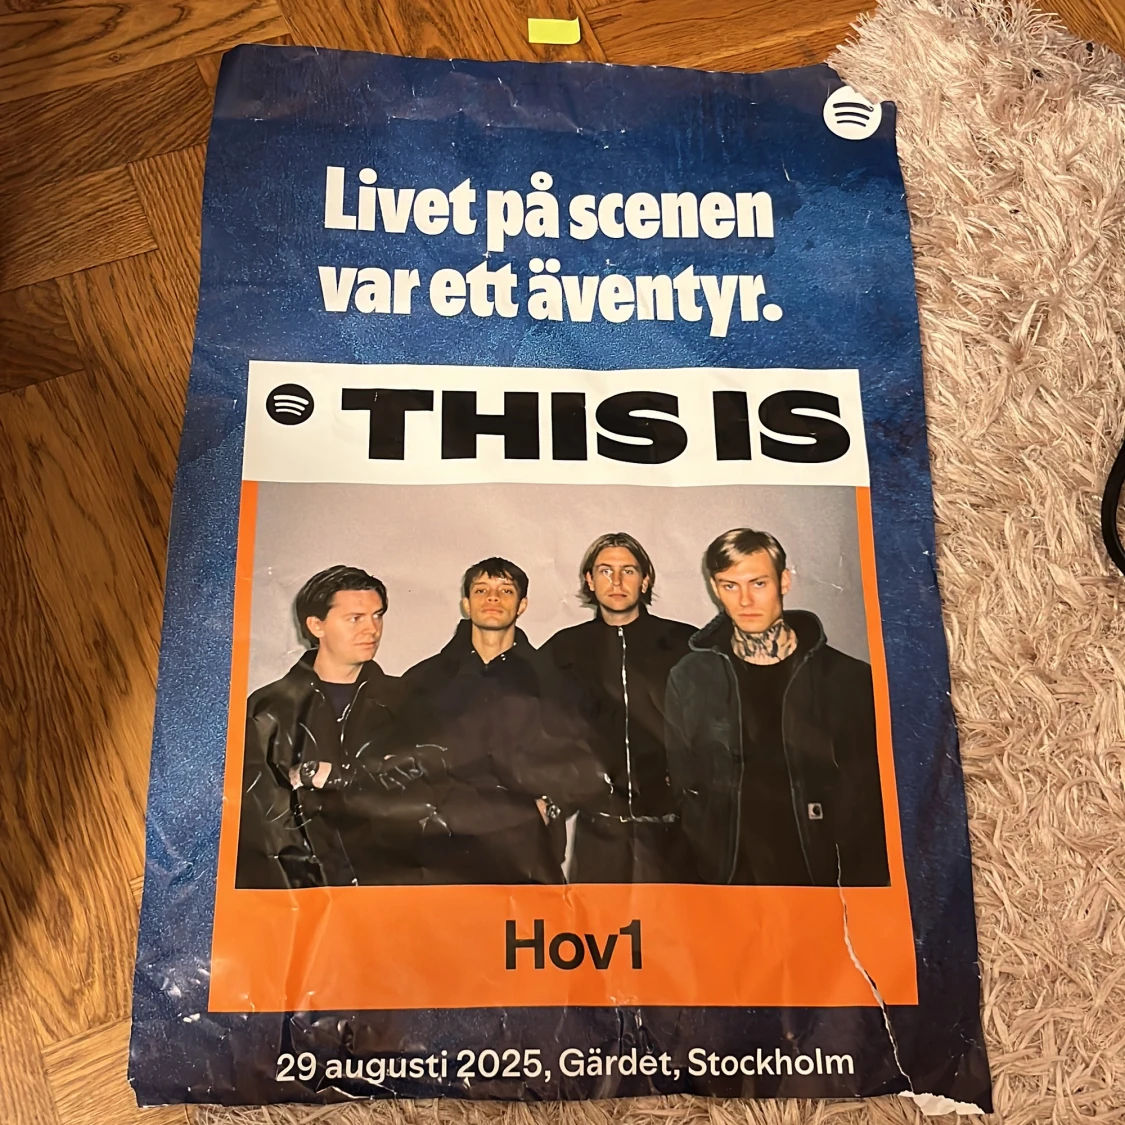 Livet på scenen
var ett äventyr.
THIS IS
Hov1
29 augusti 2025, Gärdet, Stockholm